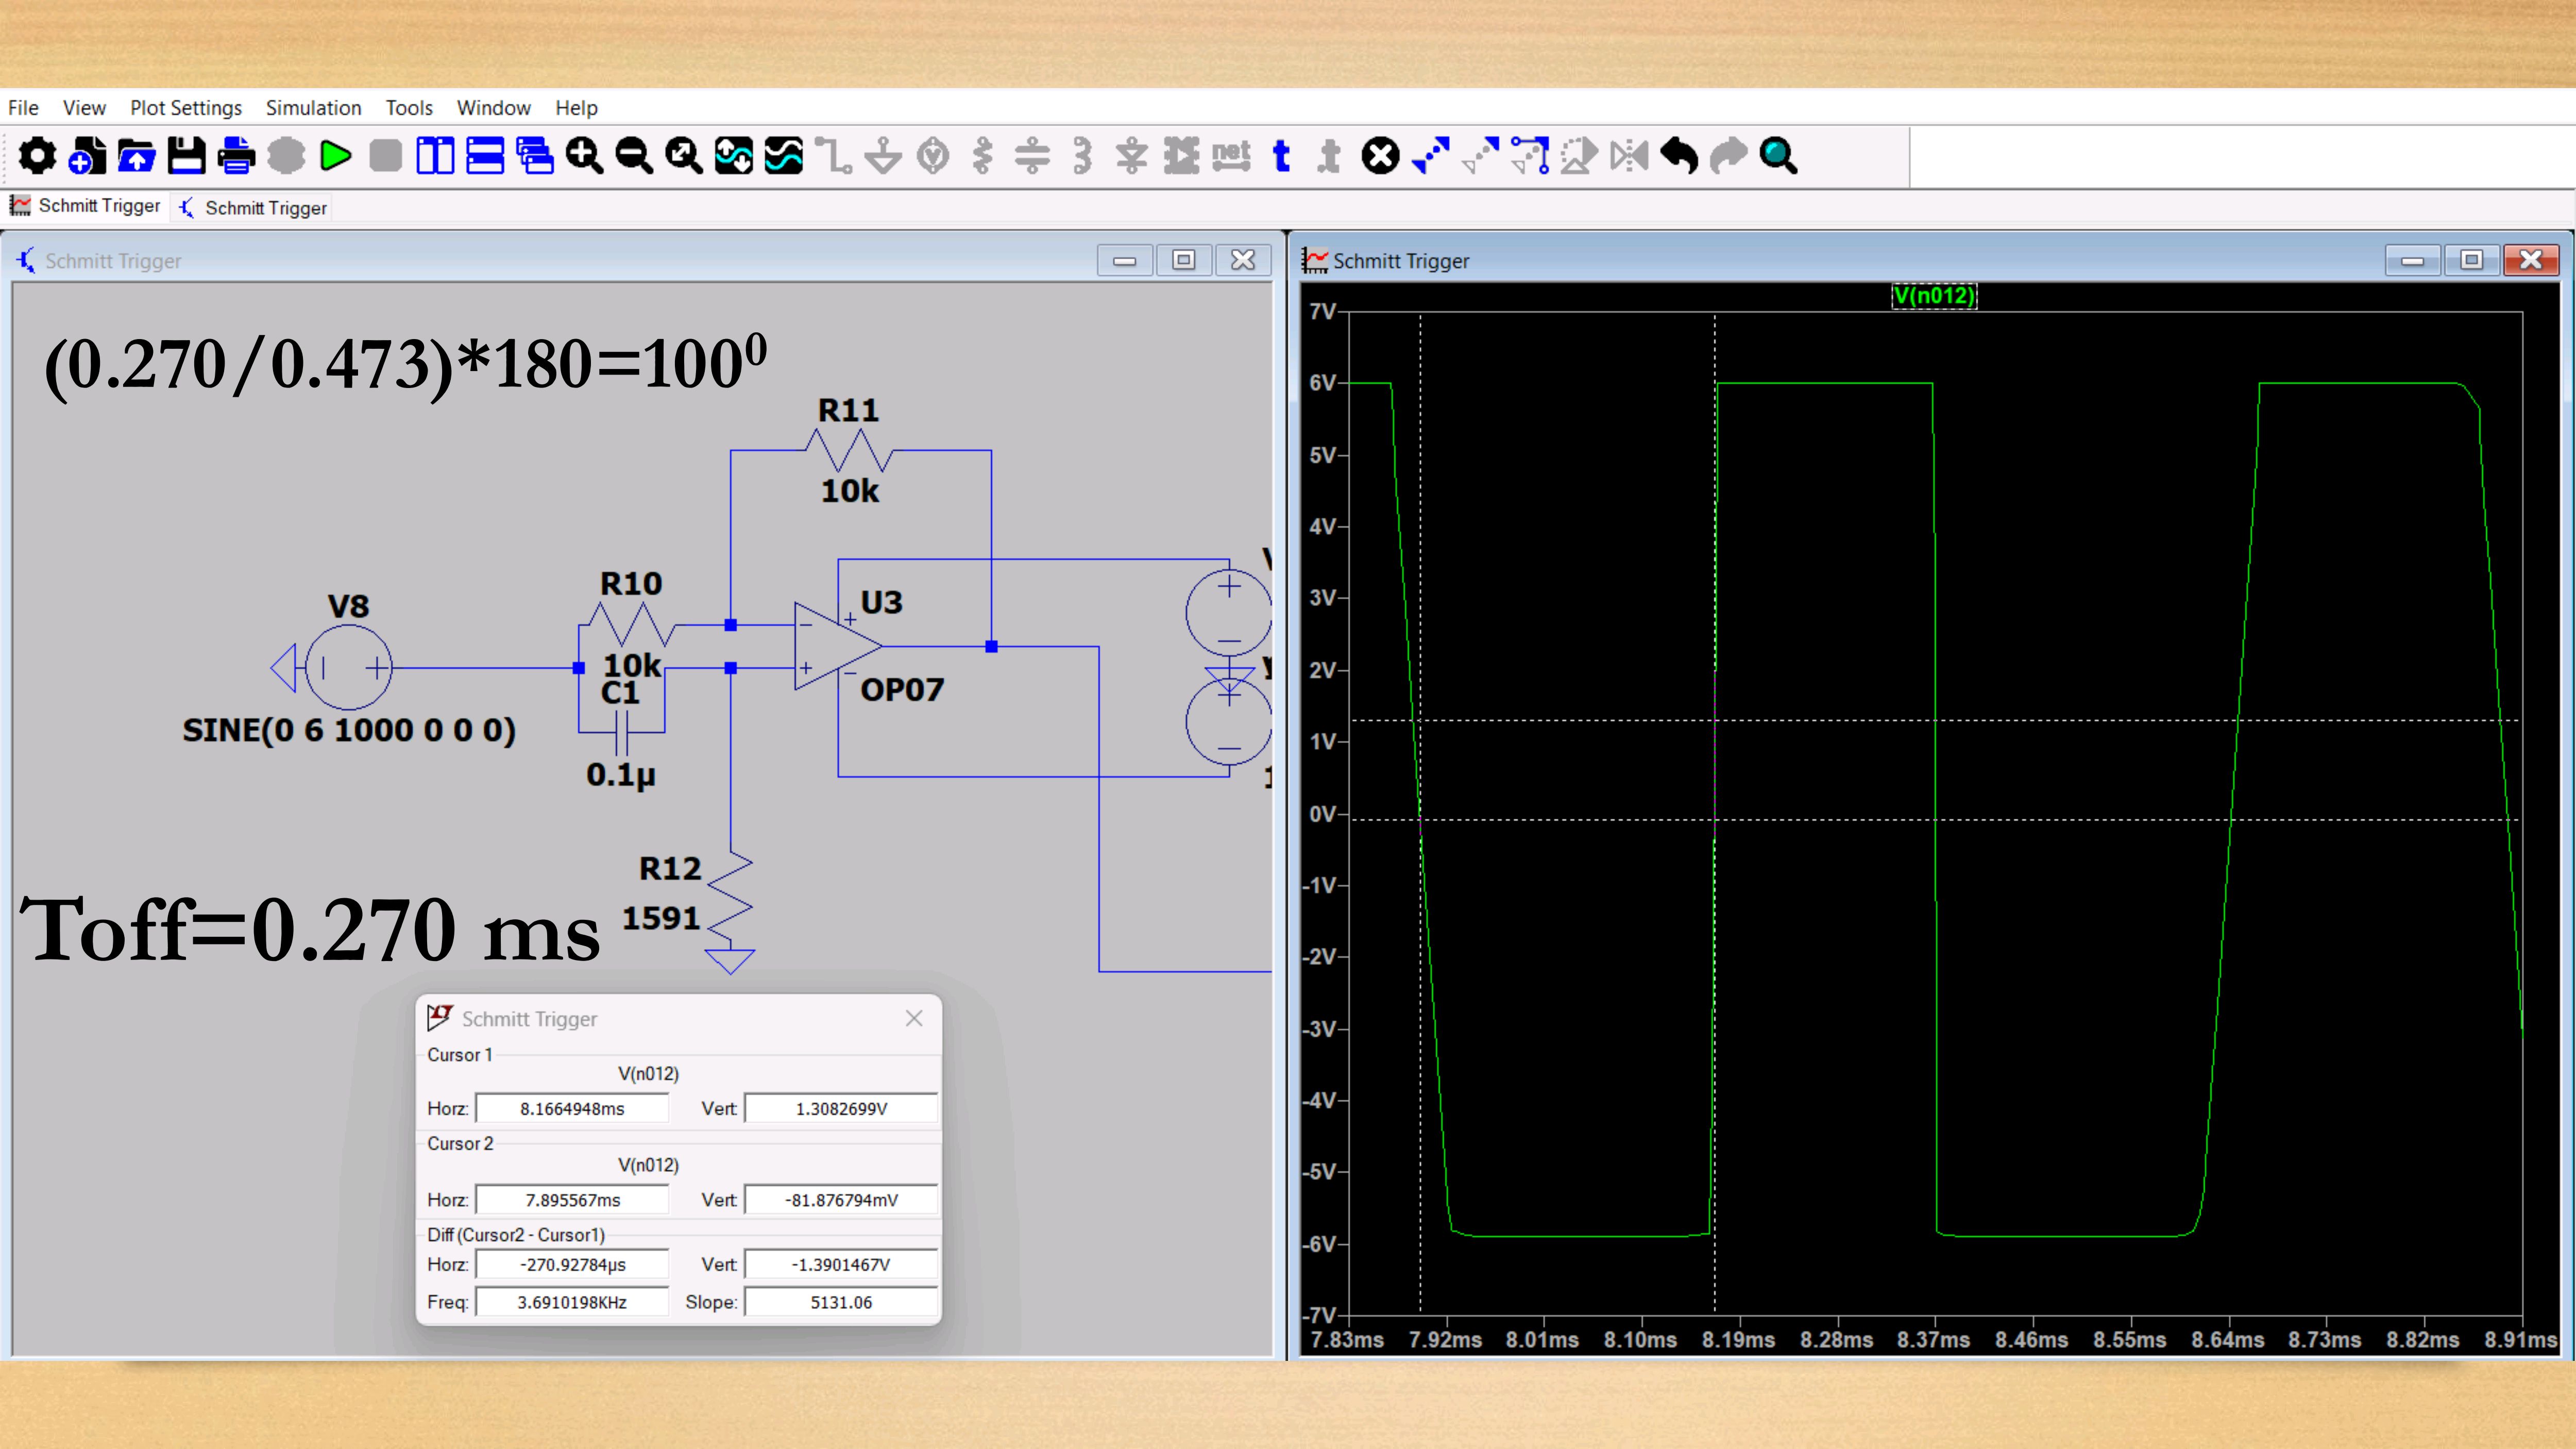 File View Plot Settings Simulation Tools Window Help
net
Schmitt Trigger Schmitt Trigger
Schmitt Trigger
(0.270/0.473)*180=100⁰
R11
10k
R10
10k
V8
SINE(0 6 1000 0 0 0)
C1
0.1µ
U3
OP07
R12
1591
Toff=0.270 ms
Schmitt Trigger
Cursor 1
V(n012)
Horz: 8.1664948ms Vert: 1.3082699V
Cursor 2
V(n012)
Horz: 7.895567ms Vert: -81.876794mV
Diff (Cursor2 - Cursor1)
Horz: -270.92784µs Vert: -1.3901467V
Freq: 3.6910198KHz Slope: 5131.06
Schmitt Trigger
V(n012)
7V
6V
5V
4V
3V
2V
1V
0V
-1V
-2V
-3V
-4V
-5V
-6V
-7V
7.83ms 7.92ms 8.01ms 8.10ms 8.19ms 8.28ms 8.37ms 8.46ms 8.55ms 8.64ms 8.73ms 8.82ms 8.91ms